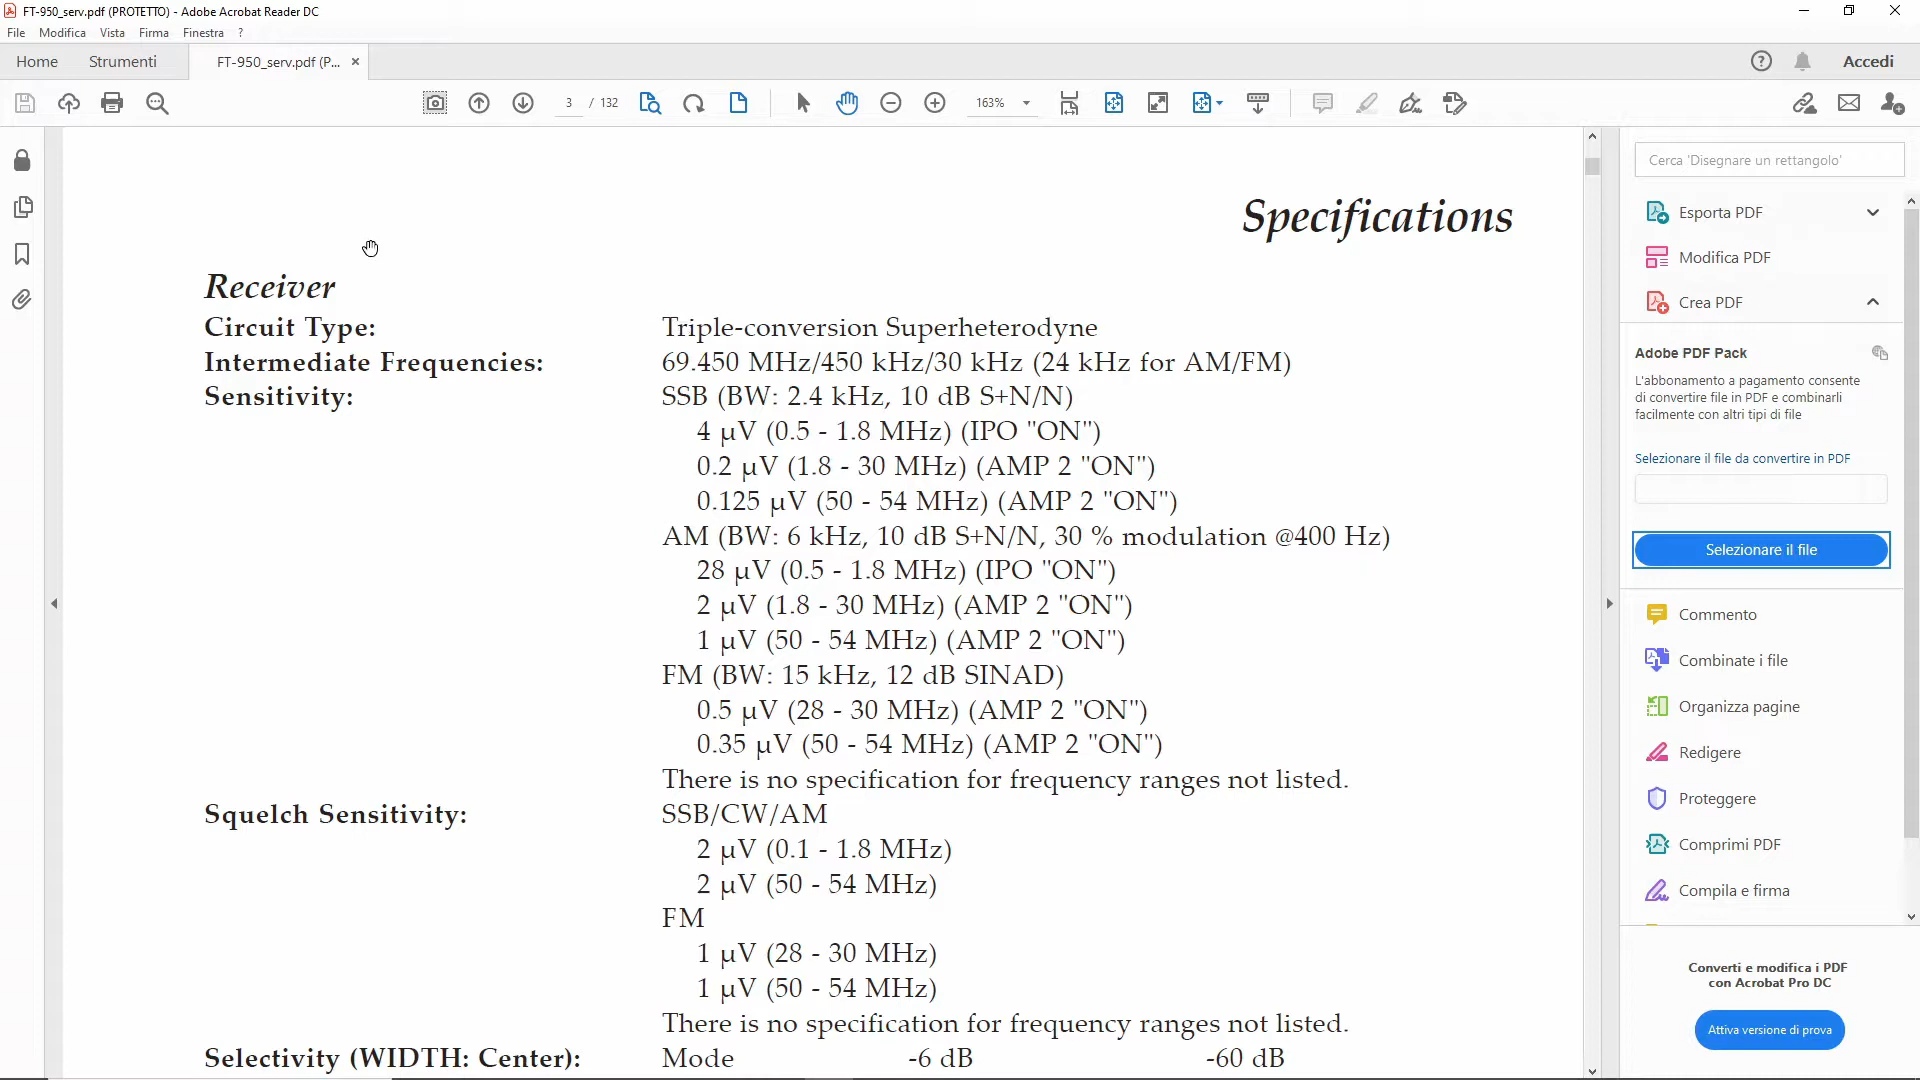 FT-950_serv.pdf (PROTETTO) - Adobe Acrobat Reader DC
File Modifica Vista Firma Finestra ?
Home Strumenti FT-950_serv.pdf (P... × Accedi
3 / 132 163%
Specifications
Receiver
Circuit Type: Triple-conversion Superheterodyne
Intermediate Frequencies: 69.450 MHz/450 kHz/30 kHz (24 kHz for AM/FM)
Sensitivity: SSB (BW: 2.4 kHz, 10 dB S+N/N)
4 µV (0.5 - 1.8 MHz) (IPO "ON")
0.2 µV (1.8 - 30 MHz) (AMP 2 "ON")
0.125 µV (50 - 54 MHz) (AMP 2 "ON")
AM (BW: 6 kHz, 10 dB S+N/N, 30 % modulation @400 Hz)
28 µV (0.5 - 1.8 MHz) (IPO "ON")
2 µV (1.8 - 30 MHz) (AMP 2 "ON")
1 µV (50 - 54 MHz) (AMP 2 "ON")
FM (BW: 15 kHz, 12 dB SINAD)
0.5 µV (28 - 30 MHz) (AMP 2 "ON")
0.35 µV (50 - 54 MHz) (AMP 2 "ON")
There is no specification for frequency ranges not listed.
Squelch Sensitivity: SSB/CW/AM
2 µV (0.1 - 1.8 MHz)
2 µV (50 - 54 MHz)
FM
1 µV (28 - 30 MHz)
1 µV (50 - 54 MHz)
There is no specification for frequency ranges not listed.
Selectivity (WIDTH: Center): Mode -6 dB -60 dB
Cerca 'Disegnare un rettangolo'
Esporta PDF
Modifica PDF
Crea PDF
Adobe PDF Pack
L'abbonamento a pagamento consente
di convertire file in PDF e combinarli
facilmente con altri tipi di file
Selezionare il file da convertire in PDF
Selezionare il file
Commento
Combinate i file
Organizza pagine
Redigere
Proteggere
Comprimi PDF
Compila e firma
Converti e modifica i PDF
con Acrobat Pro DC
Attiva versione di prova